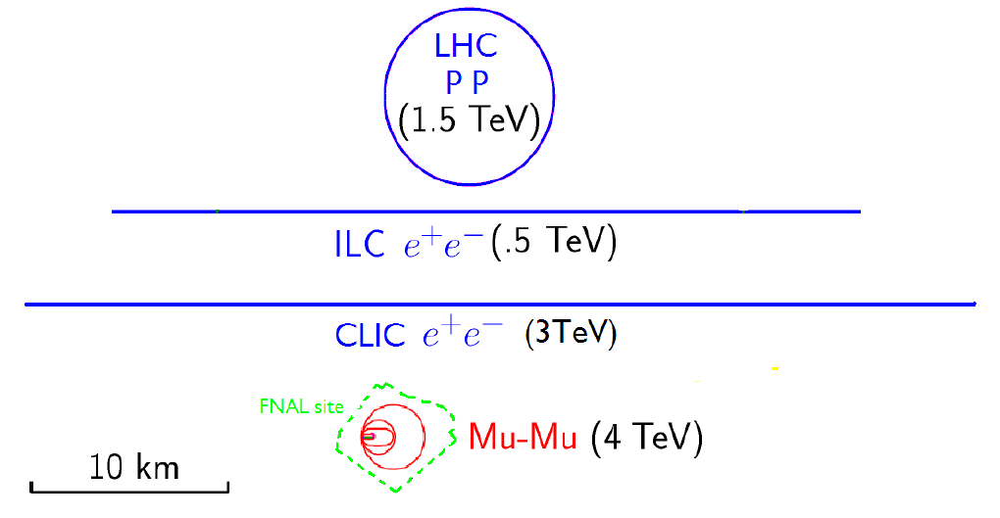 LHC
P P
(1.5 TeV)
ILC e⁺e⁻(.5 TeV)
CLIC e⁺e⁻ (3TeV)
FNAL site
Mu-Mu (4 TeV)
10 km